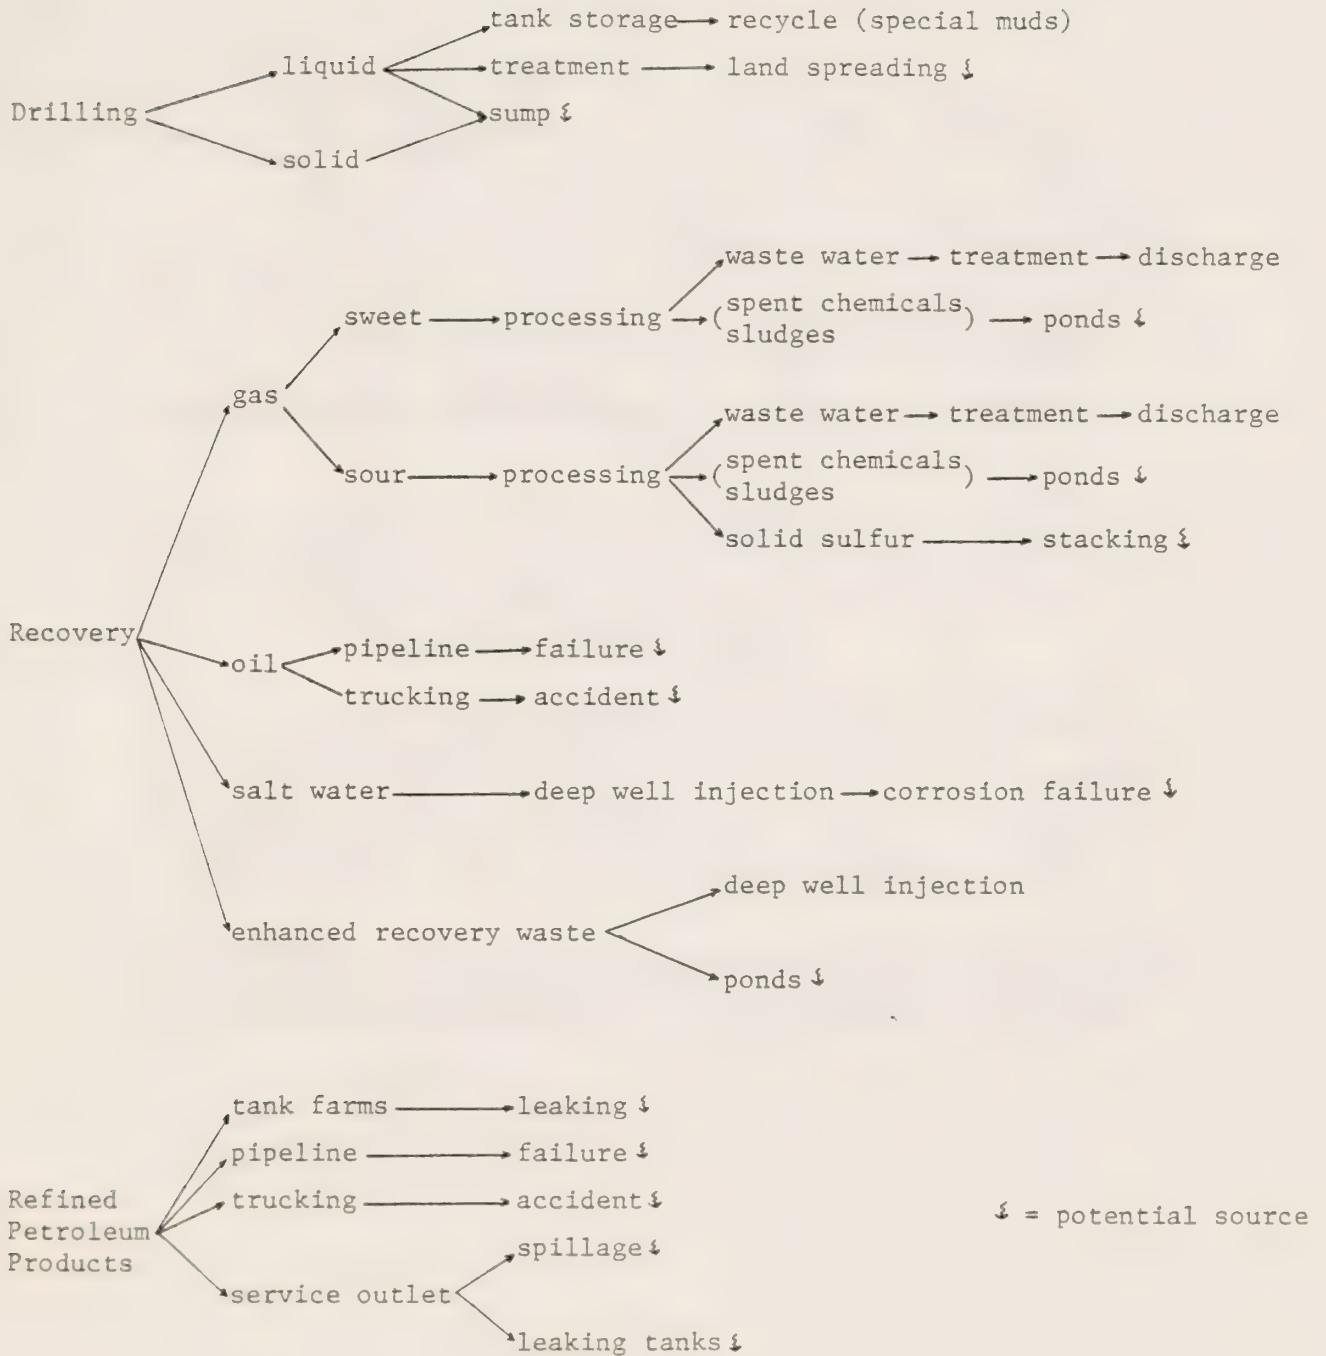 tank storage → recycle (special muds)
liquid
treatment → land spreading ⸘
Drilling
sump ⸘
solid
waste water → treatment → discharge
sweet → processing
(spent chemicals
sludges) → ponds ⸘
gas
waste water → treatment → discharge
sour → processing
(spent chemicals
sludges) → ponds ⸘
solid sulfur → stacking ⸘
Recovery
oil
pipeline → failure ⸘
trucking → accident ⸘
salt water → deep well injection → corrosion failure ⸘
deep well injection
enhanced recovery waste
ponds ⸘
tank farms → leaking ⸘
pipeline → failure ⸘
trucking → accident ⸘
Refined
Petroleum
Products
⸘ = potential source
spillage ⸘
service outlet
leaking tanks ⸘